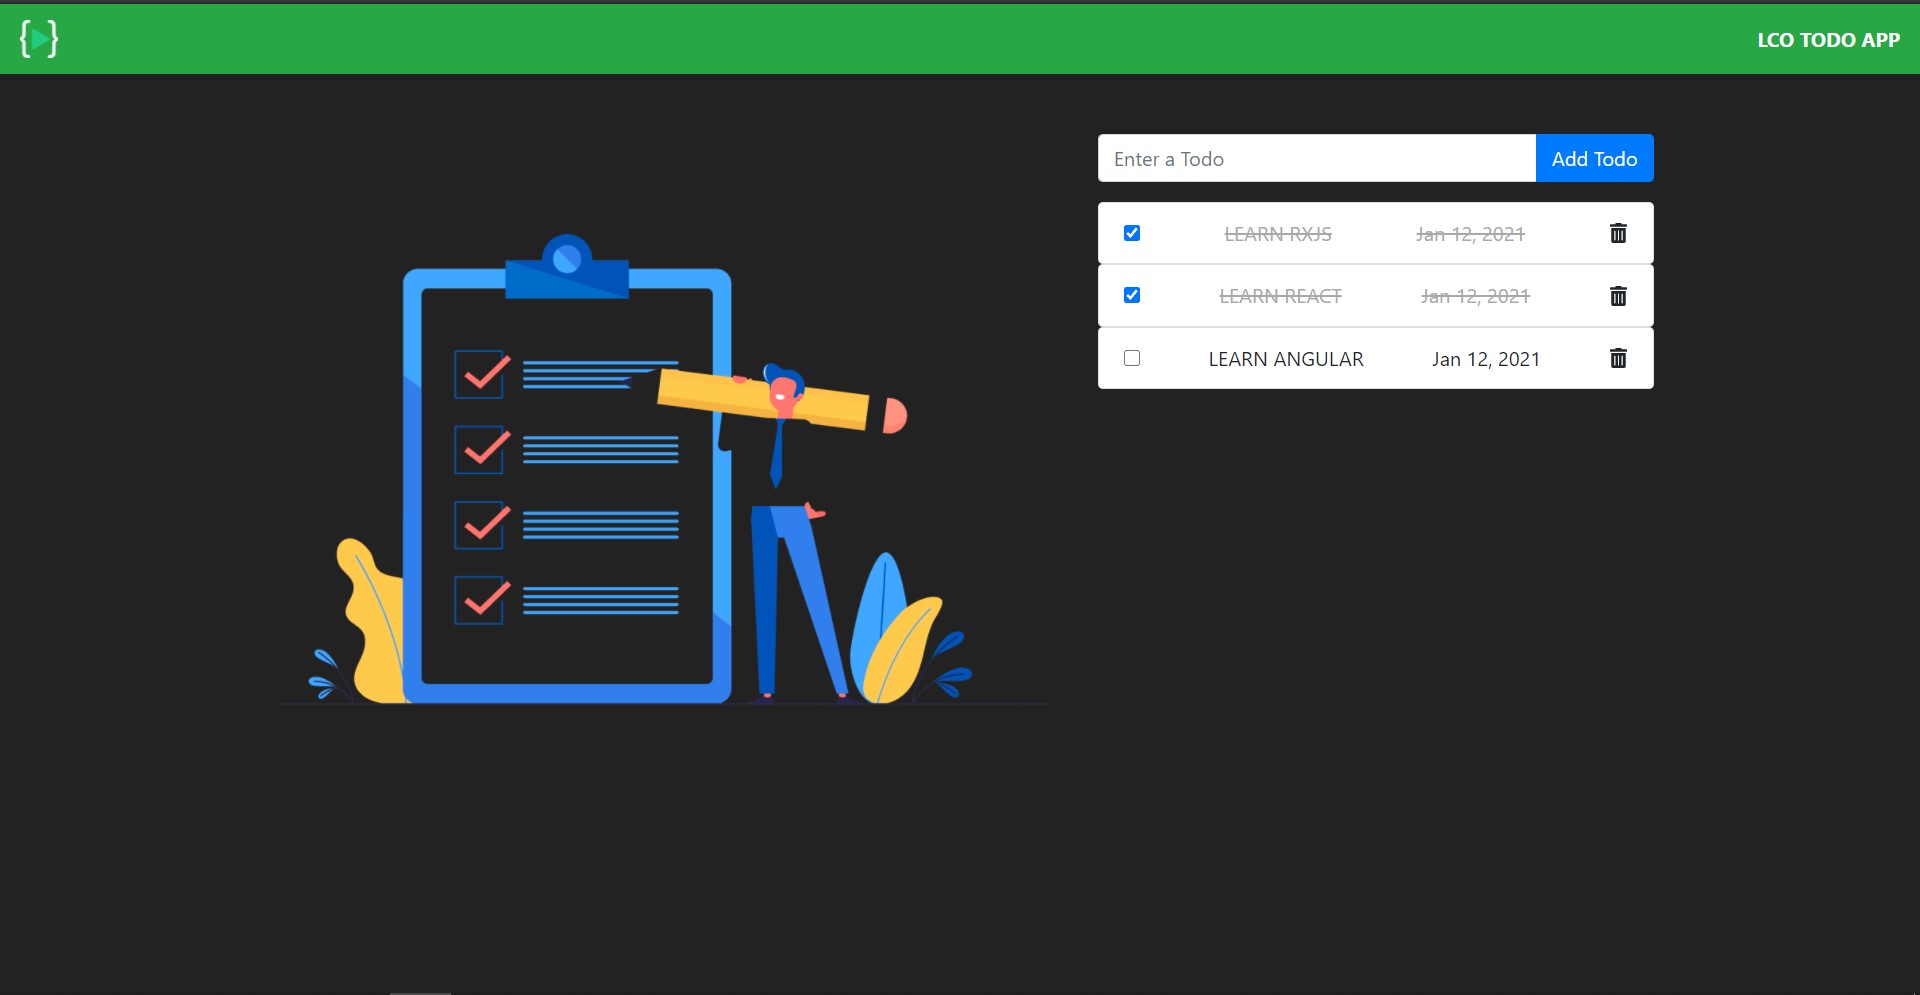 LCO TODO APP
Enter a Todo
Add Todo
LEARN RXJS Jan 12, 2021
LEARN REACT Jan 12, 2021
LEARN ANGULAR Jan 12, 2021